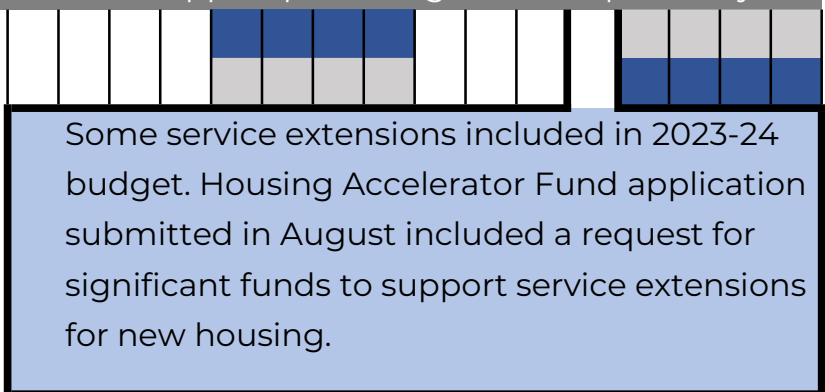 Some service extensions included in 2023-24
budget. Housing Accelerator Fund application
submitted in August included a request for
significant funds to support service extensions
for new housing.